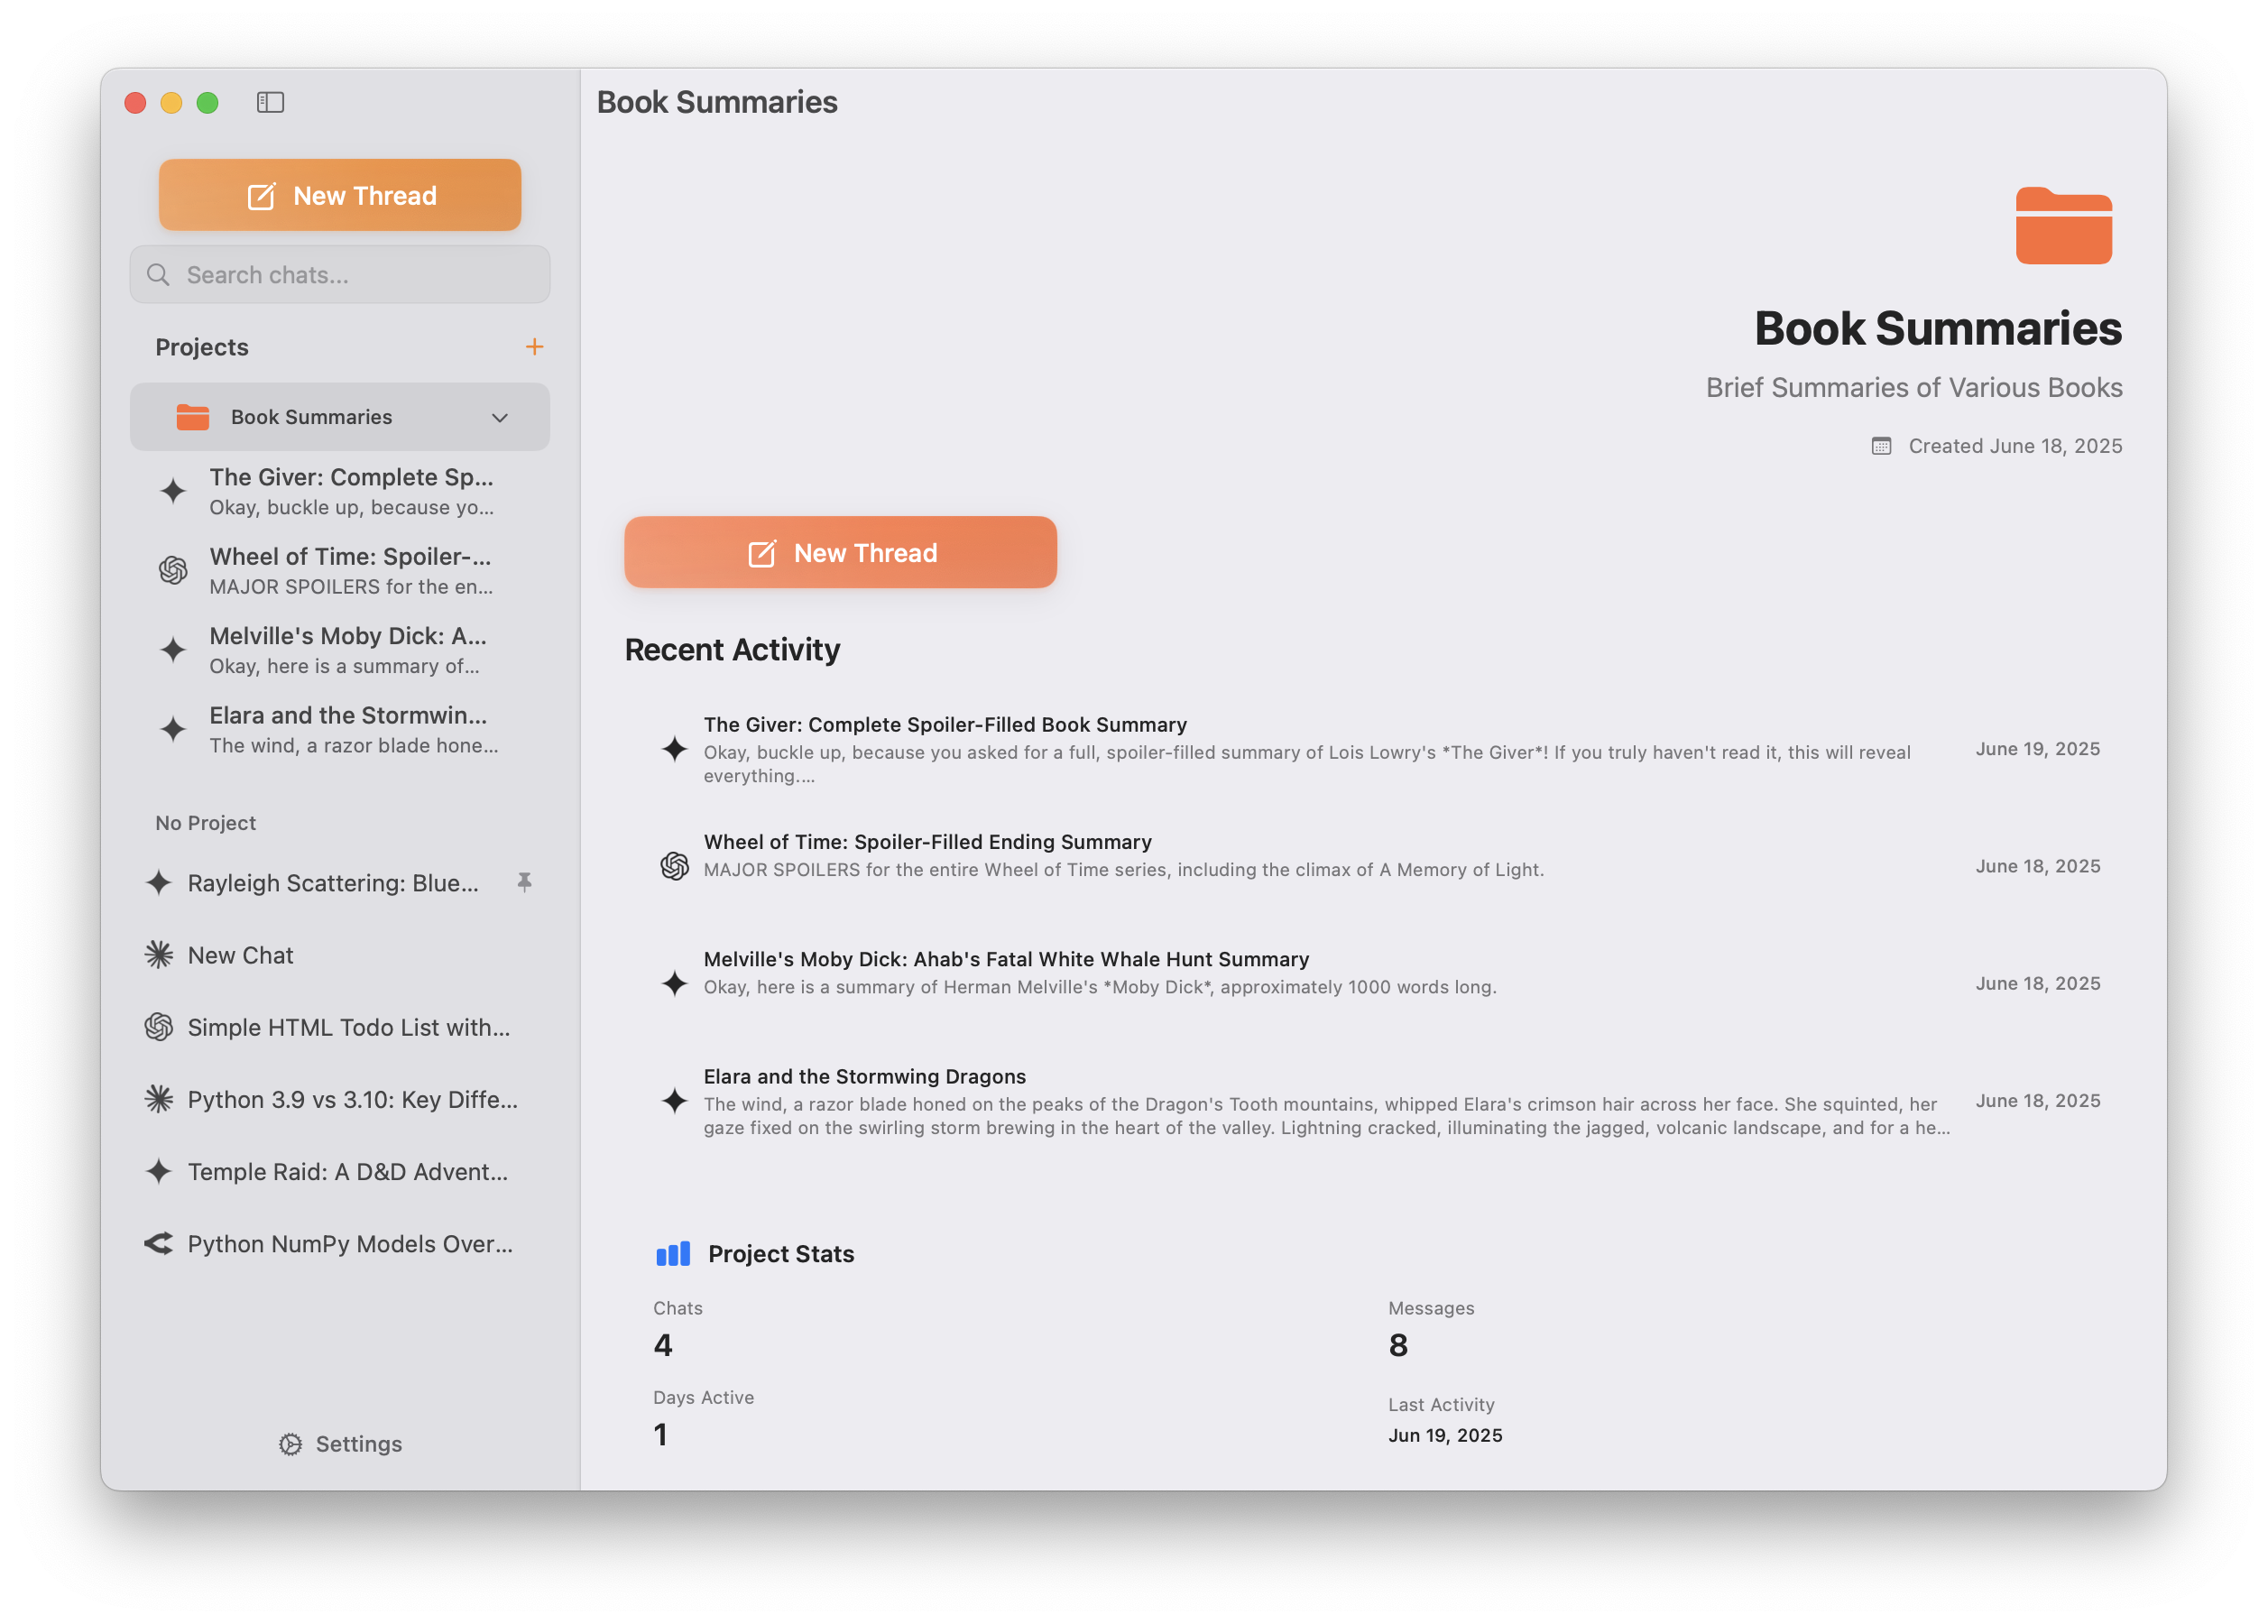 Book Summaries
New Thread
Search chats...
Projects
Book Summaries
The Giver: Complete Sp...
Okay, buckle up, because yo...
Wheel of Time: Spoiler-...
MAJOR SPOILERS for the en...
Melville's Moby Dick: A...
Okay, here is a summary of...
Elara and the Stormwin...
The wind, a razor blade hone...
No Project
Rayleigh Scattering: Blue...
New Chat
Simple HTML Todo List with...
Python 3.9 vs 3.10: Key Diffe...
Temple Raid: A D&D Advent...
Python NumPy Models Over...
Settings
Book Summaries
Brief Summaries of Various Books
Created June 18, 2025
New Thread
Recent Activity
The Giver: Complete Spoiler-Filled Book Summary
Okay, buckle up, because you asked for a full, spoiler-filled summary of Lois Lowry's *The Giver*! If you truly haven't read it, this will reveal
everything....
June 19, 2025
Wheel of Time: Spoiler-Filled Ending Summary
MAJOR SPOILERS for the entire Wheel of Time series, including the climax of A Memory of Light.
June 18, 2025
Melville's Moby Dick: Ahab's Fatal White Whale Hunt Summary
Okay, here is a summary of Herman Melville's *Moby Dick*, approximately 1000 words long.
June 18, 2025
Elara and the Stormwing Dragons
The wind, a razor blade honed on the peaks of the Dragon's Tooth mountains, whipped Elara's crimson hair across her face. She squinted, her
gaze fixed on the swirling storm brewing in the heart of the valley. Lightning cracked, illuminating the jagged, volcanic landscape, and for a he...
June 18, 2025
Project Stats
Chats
4
Messages
8
Days Active
1
Last Activity
Jun 19, 2025